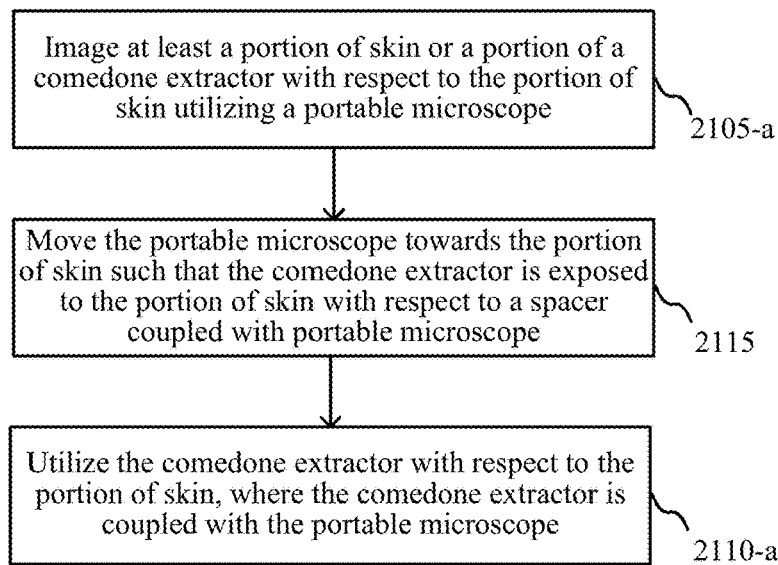 Image at least a portion of skin or a portion of a
comedone extractor with respect to the portion of
skin utilizing a portable microscope
2105-a
Move the portable microscope towards the portion
of skin such that the comedone extractor is exposed
to the portion of skin with respect to a spacer
coupled with portable microscope
2115
Utilize the comedone extractor with respect to the
portion of skin, where the comedone extractor is
coupled with the portable microscope
2110-a